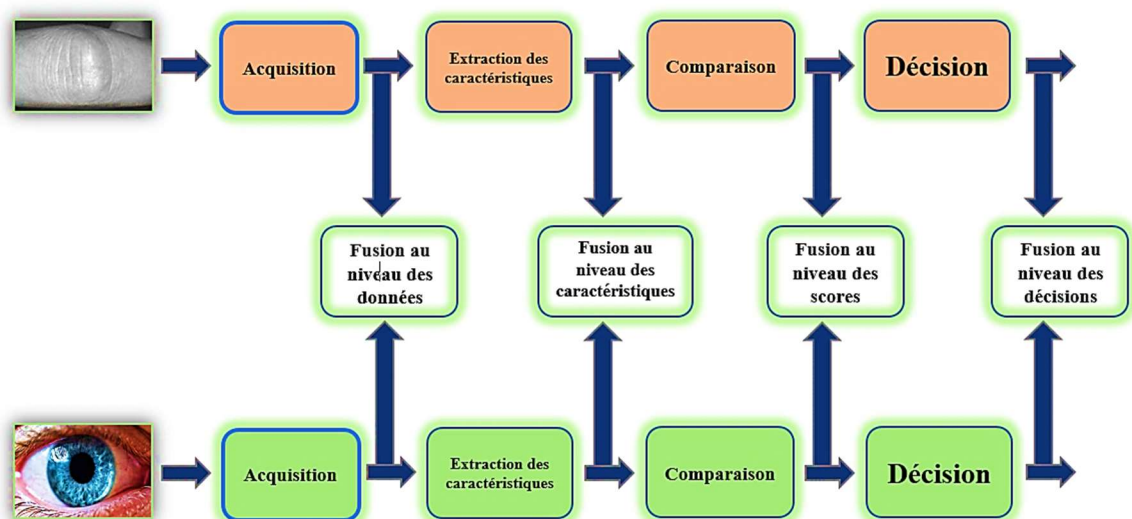 Acquisition
Extraction des
caractéristiques
Comparaison
Décision
Fusion au
niveau des
données
Fusion au
niveau des
caractéristiques
Fusion au
niveau des
scores
Fusion au
niveau des
décisions
Acquisition
Extraction des
caractéristiques
Comparaison
Décision